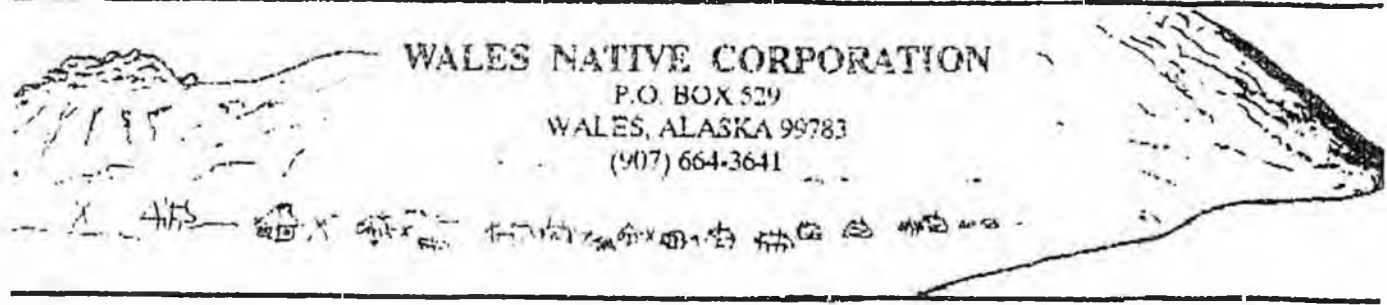 WALES NATIVE CORPORATION
P.O. BOX 529
WALES, ALASKA 99783
(907) 664-3641